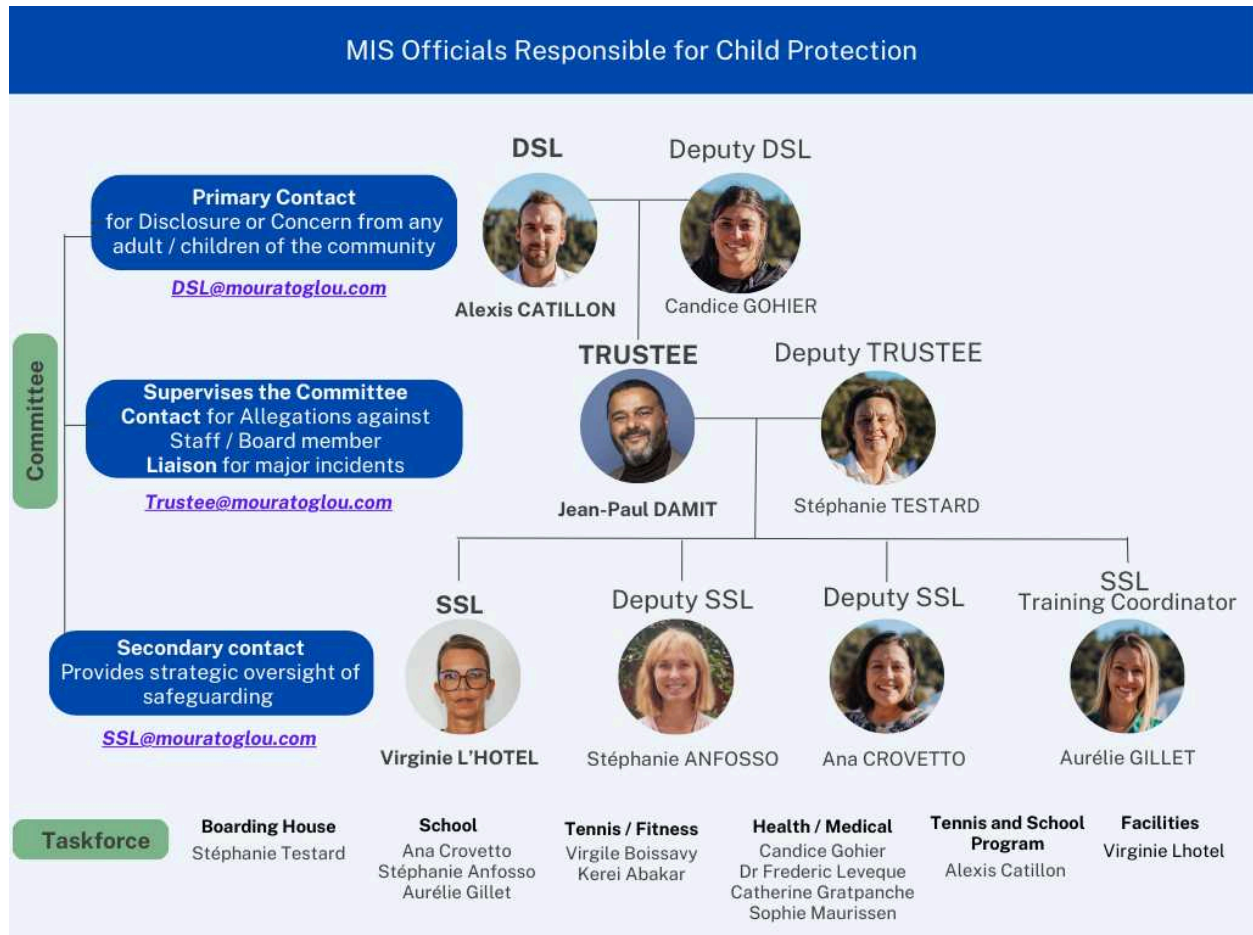 MIS Officials Responsible for Child Protection
DSL
Deputy DSL
Primary Contact
for Disclosure or Concern from any
adult / children of the community
DSL@mouratoglou.com
Alexis CATILLON
Candice GOHIER
Committee
TRUSTEE
Deputy TRUSTEE
Supervises the Committee
Contact for Allegations against
Staff / Board member
Liaison for major incidents
Trustee@mouratoglou.com
Jean-Paul DAMIT
Stéphanie TESTARD
SSL
Deputy SSL
Deputy SSL
SSL
Training Coordinator
Secondary contact
Provides strategic oversight of
safeguarding
SSL@mouratoglou.com
Virginie L'HOTEL
Stéphanie ANFOSSO
Ana CROVETTO
Aurélie GILLET
Taskforce
Boarding House
Stéphanie Testard
School
Ana Crovetto
Stéphanie Anfosso
Aurélie Gillet
Tennis / Fitness
Virgile Boissavy
Kerei Abakar
Health / Medical
Candice Gohier
Dr Frederic Leveque
Catherine Gratpanche
Sophie Maurissen
Tennis and School
Program
Alexis Catillon
Facilities
Virginie Lhotel